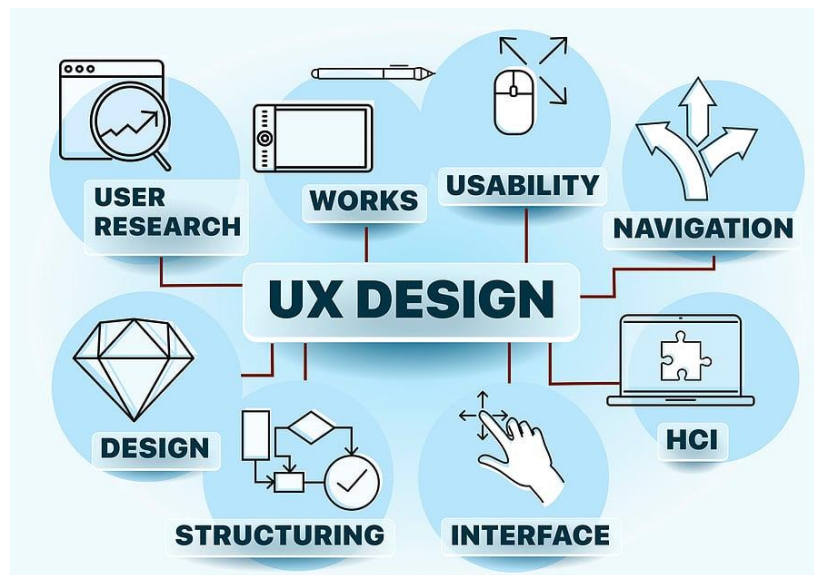 USER
RESEARCH
WORKS
USABILITY
NAVIGATION
UX DESIGN
DESIGN
HCI
STRUCTURING
INTERFACE